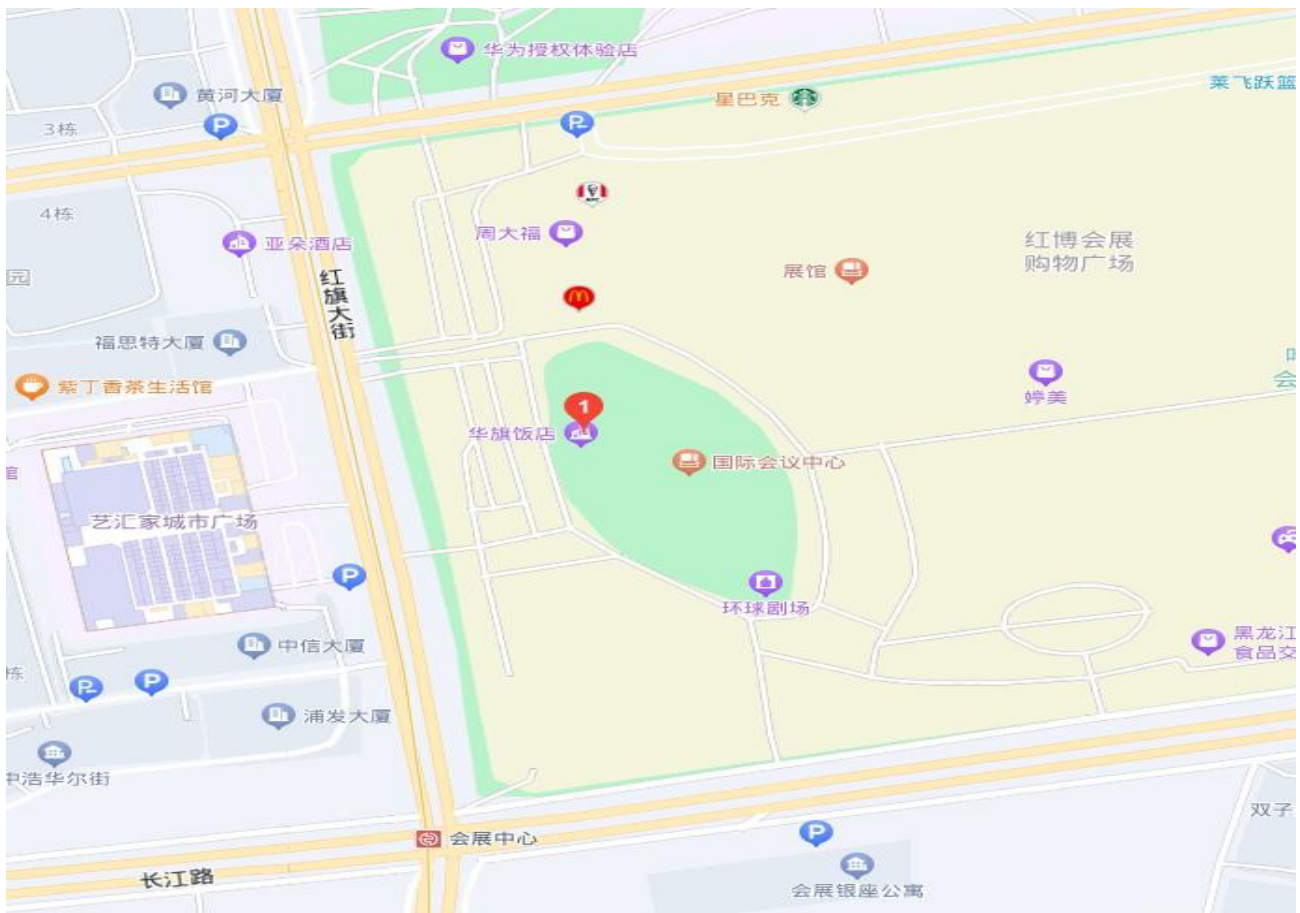 华为授权体验店
莱飞跃篮
黄河大厦
星巴克
P
P
3栋
KFC
4栋
周大福
亚朵酒店
红博会展
购物广场
展馆
园
红旗大街
福思特大厦
会
紫丁香茶生活馆
婷美
1
华旗饭店
国际会议中心
馆
艺汇家城市广场
P
环球剧场
中信大厦
黑龙江
食品交
栋
P
P
浦发大厦
中浩华尔街
双子
会展中心
P
长江路
会展银座公寓